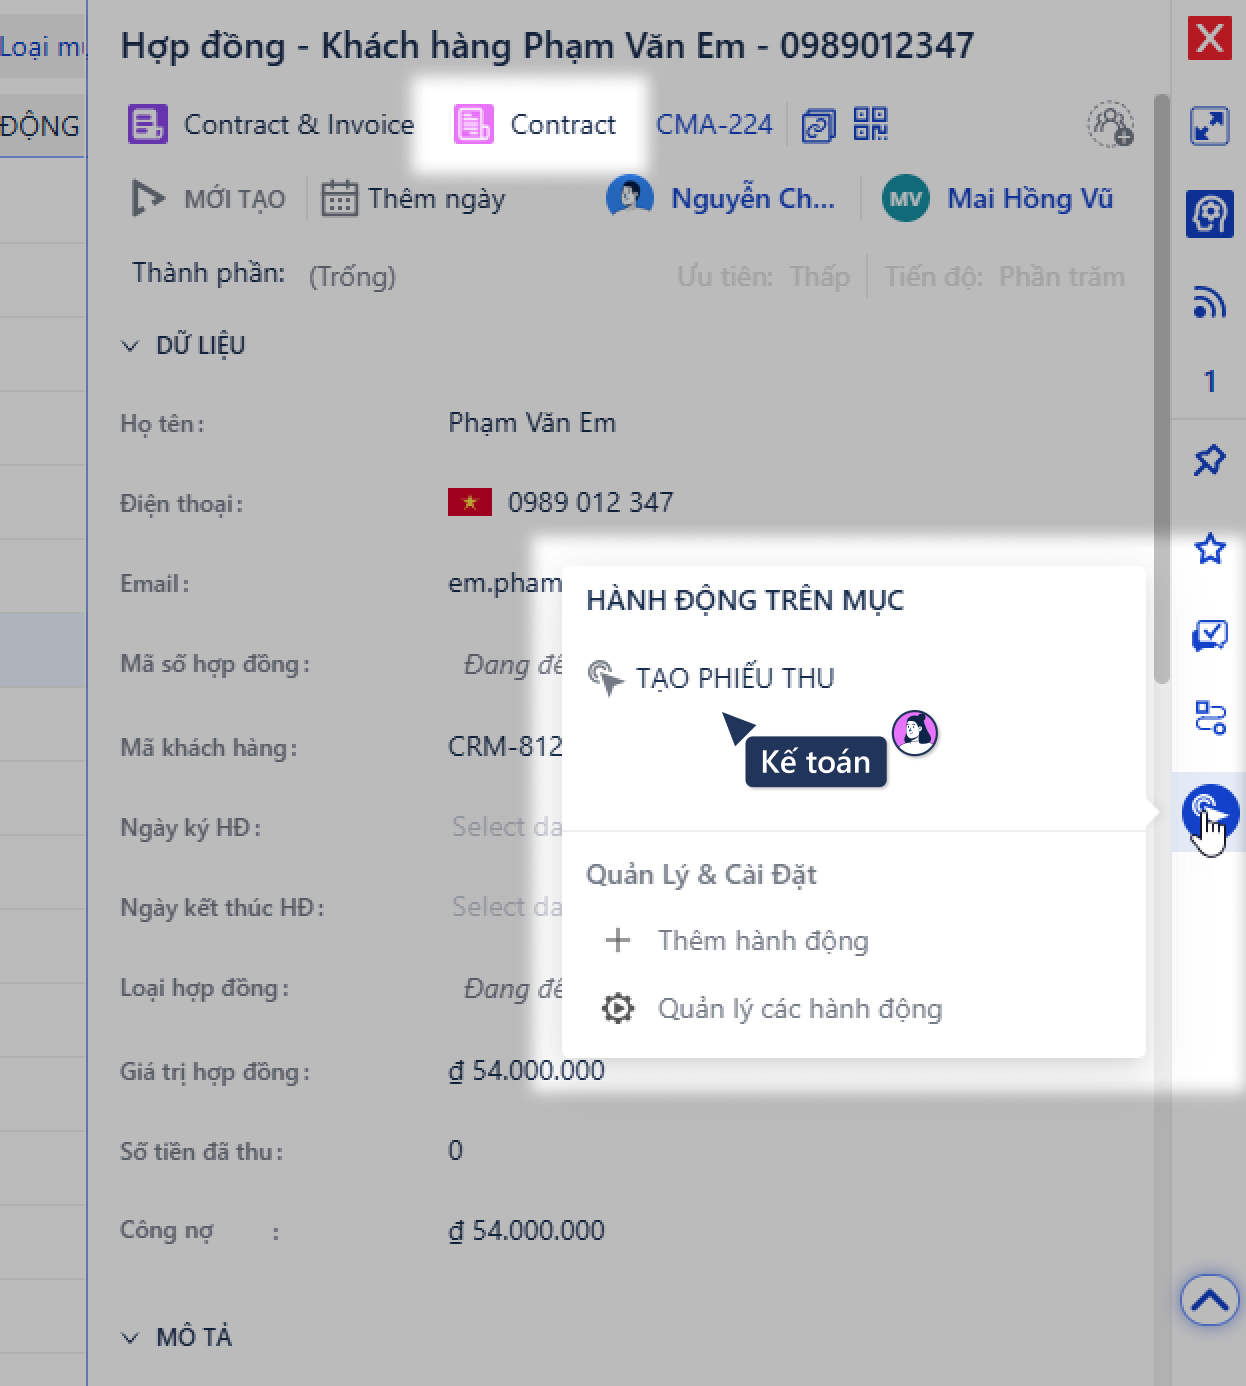 Loại mụ
ĐỘNG
Hợp đồng - Khách hàng Phạm Văn Em - 0989012347
Contract & Invoice
Contract
CMA-224
MỚI TẠO
Thêm ngày
Nguyễn Ch...
MV
Mai Hồng Vũ
Thành phần: (Trống)
Ưu tiên: Thấp
Tiến độ: Phần trăm
1
DỮ LIỆU
Họ tên: Phạm Văn Em
Điện thoại: 0989 012 347
Email: em.pham
Mã số hợp đồng: Đang để
Mã khách hàng: CRM-812
Ngày ký HĐ: Select da
Ngày kết thúc HĐ: Select da
Loại hợp đồng: Đang để
Giá trị hợp đồng: ₫ 54.000.000
Số tiền đã thu: 0
Công nợ : ₫ 54.000.000
MÔ TẢ
HÀNH ĐỘNG TRÊN MỤC
TẠO PHIẾU THU
Kế toán
Quản Lý & Cài Đặt
Thêm hành động
Quản lý các hành động